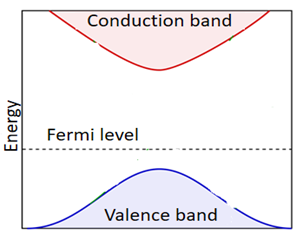 Conduction band
Energy
Fermi level
Valence band